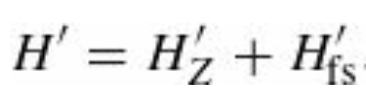 H′ = H′_Z + H′_fs.